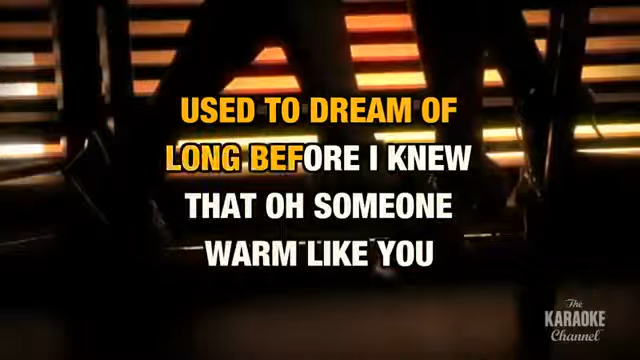 USED TO DREAM OF
LONG BEFORE I KNEW
THAT OH SOMEONE
WARM LIKE YOU
The
KARAOKE
Channel